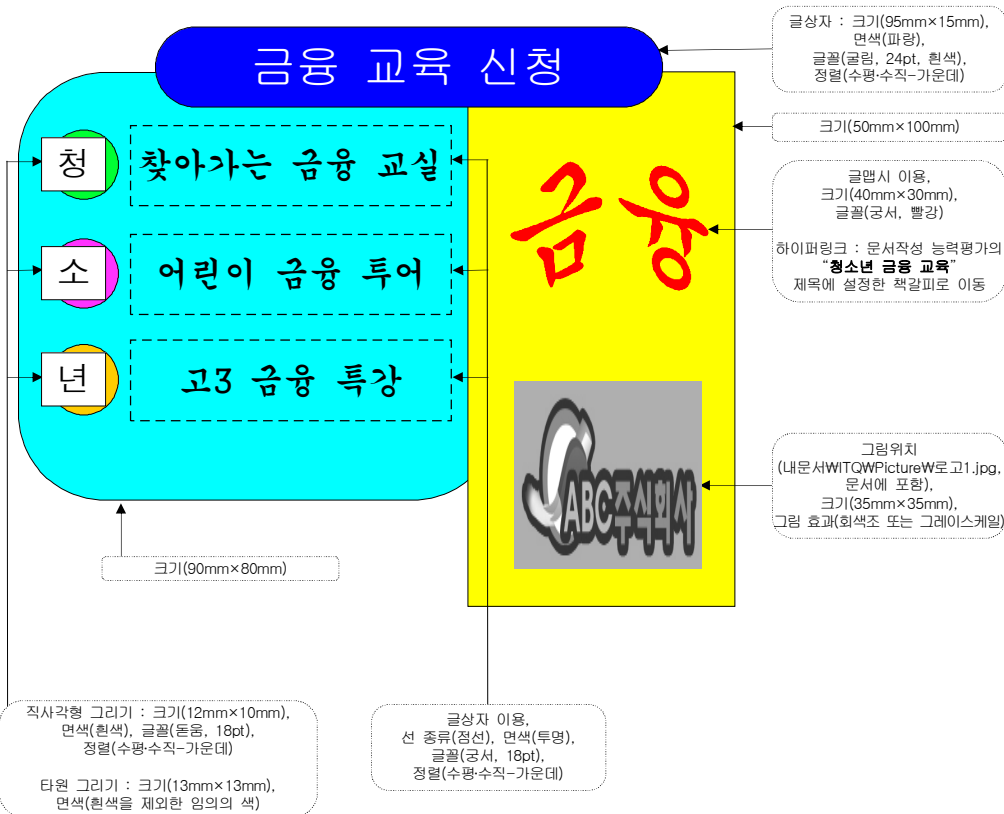 글상자 : 크기(95mm×15mm),
면색(파랑),
글꼴(굴림, 24pt, 흰색),
정렬(수평·수직-가운데)
금융 교육 신청
크기(50mm×100mm)
청
찾아가는 금융 교실
금융
글맵시 이용,
크기(40mm×30mm),
글꼴(궁서, 빨강)
하이퍼링크 : 문서작성 능력평가의
“청소년 금융 교육”
제목에 설정한 책갈피로 이동
소
어린이 금융 투어
년
고3 금융 특강
ABC주식회사
그림위치
(내문서₩ITQ₩Picture₩로고1.jpg,
문서에 포함),
크기(35mm×35mm),
그림 효과(회색조 또는 그레이스케일)
크기(90mm×80mm)
직사각형 그리기 : 크기(12mm×10mm),
면색(흰색), 글꼴(돋움, 18pt),
정렬(수평·수직-가운데)
타원 그리기 : 크기(13mm×13mm),
면색(흰색을 제외한 임의의 색)
글상자 이용,
선 종류(점선), 면색(투명),
글꼴(궁서, 18pt),
정렬(수평·수직-가운데)